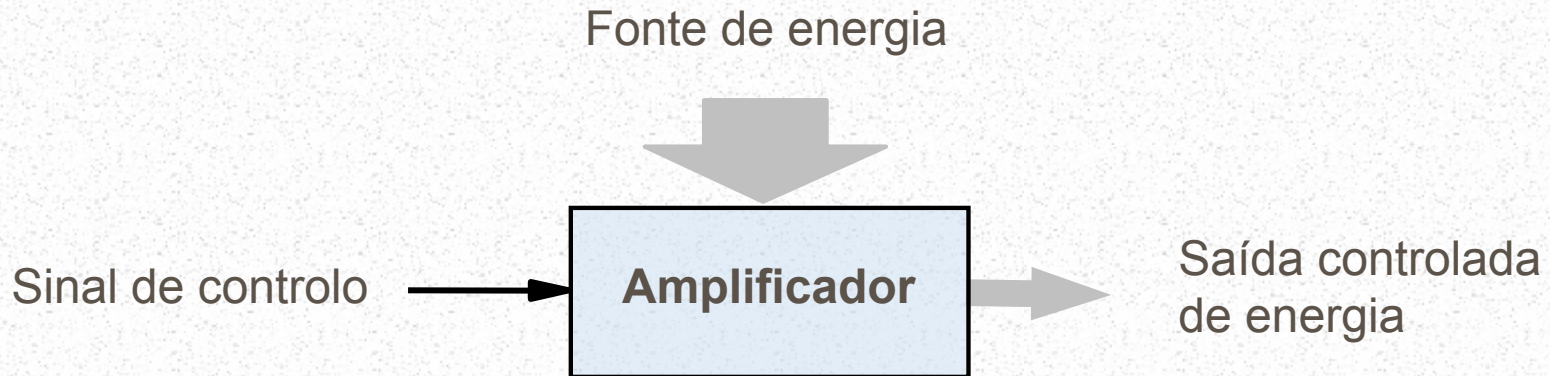 Fonte de energia
Sinal de controlo
Amplificador
Saída controlada
de energia